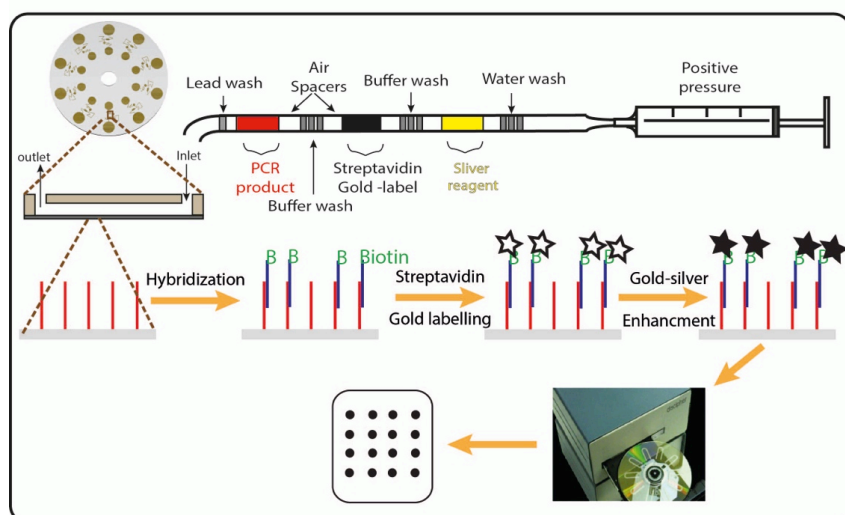 Lead wash
Air
Spacers
Buffer wash
Water wash
Positive
pressure
outlet
Inlet
PCR
product
Buffer wash
Streptavidin
Gold -label
Sliver
reagent
Hybridization
B B B Biotin
Streptavidin
Gold labelling
B B B B
Gold-silver
Enhancment
B B B B